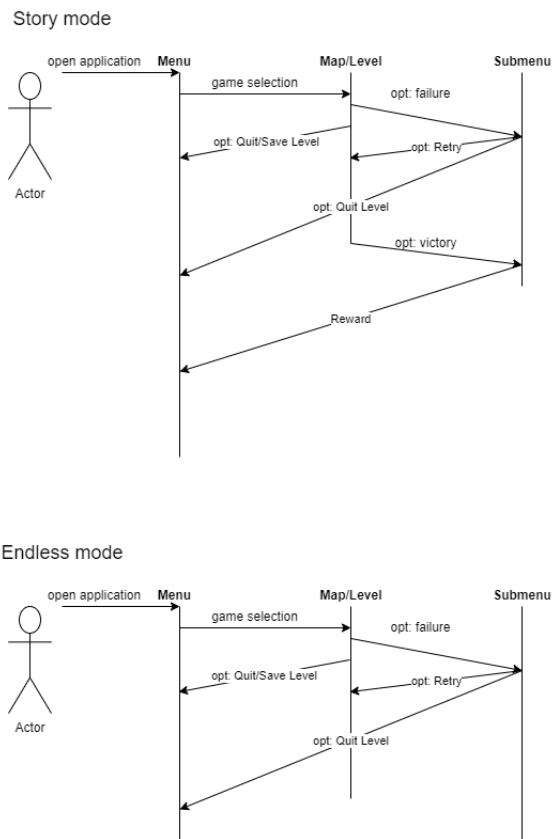 Story mode
open application
Menu
Map/Level
Submenu
game selection
opt: failure
opt: Quit/Save Level
opt: Retry
Actor
opt: Quit Level
opt: victory
Reward
Endless mode
open application
Menu
Map/Level
Submenu
game selection
opt: failure
opt: Quit/Save Level
opt: Retry
Actor
opt: Quit Level